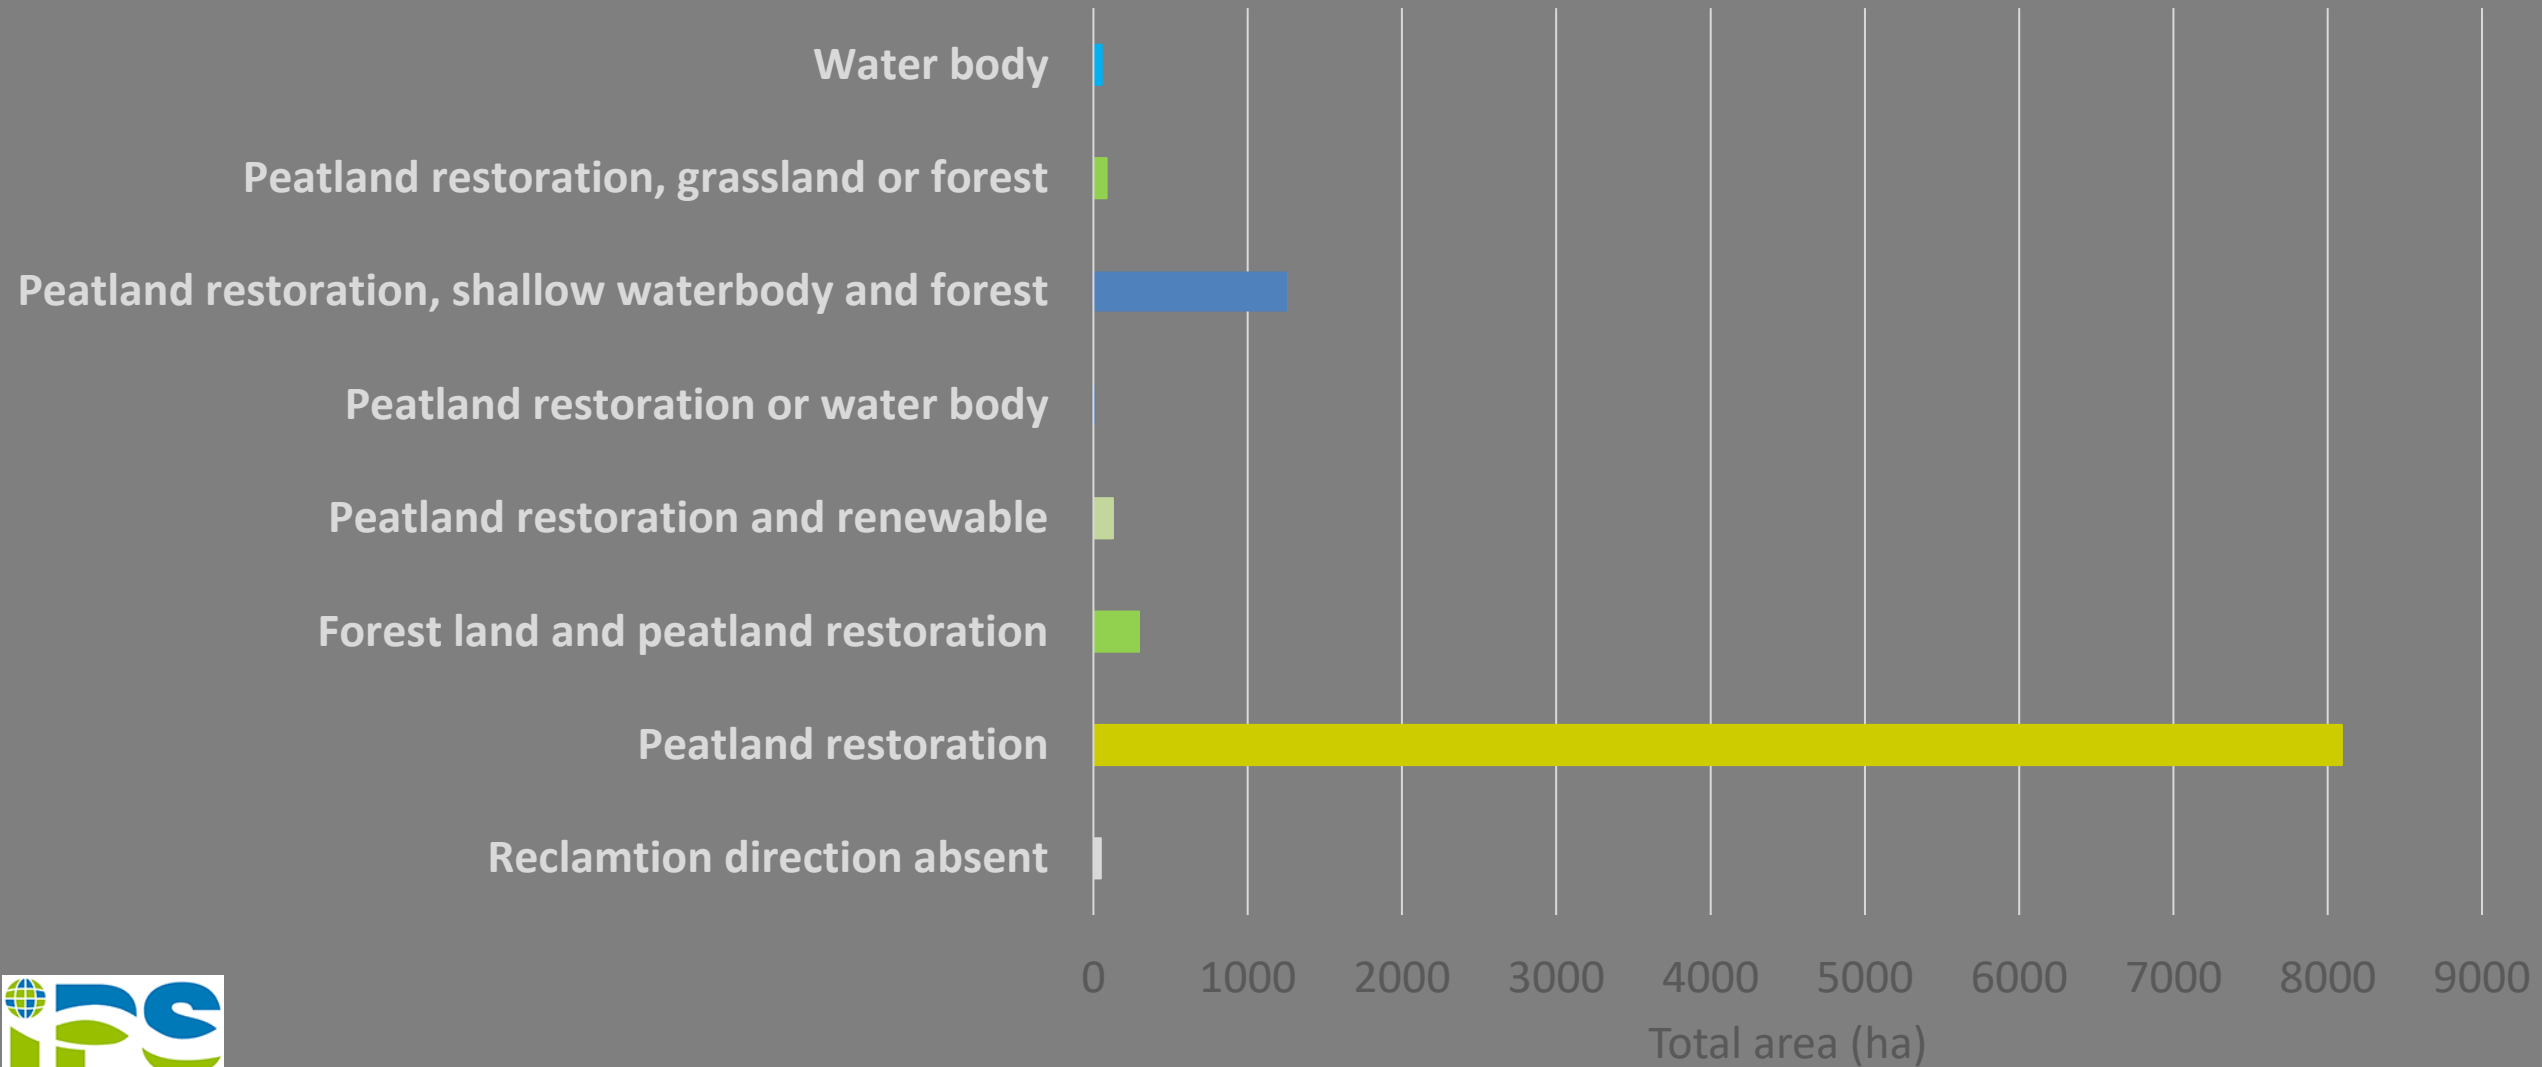 Water body
Peatland restoration, grassland or forest
Peatland restoration, shallow waterbody and forest
Peatland restoration or water body
Peatland restoration and renewable
Forest land and peatland restoration
Peatland restoration
Reclamtion direction absent
0 1000 2000 3000 4000 5000 6000 7000 8000 9000
Total area (ha)
iPS